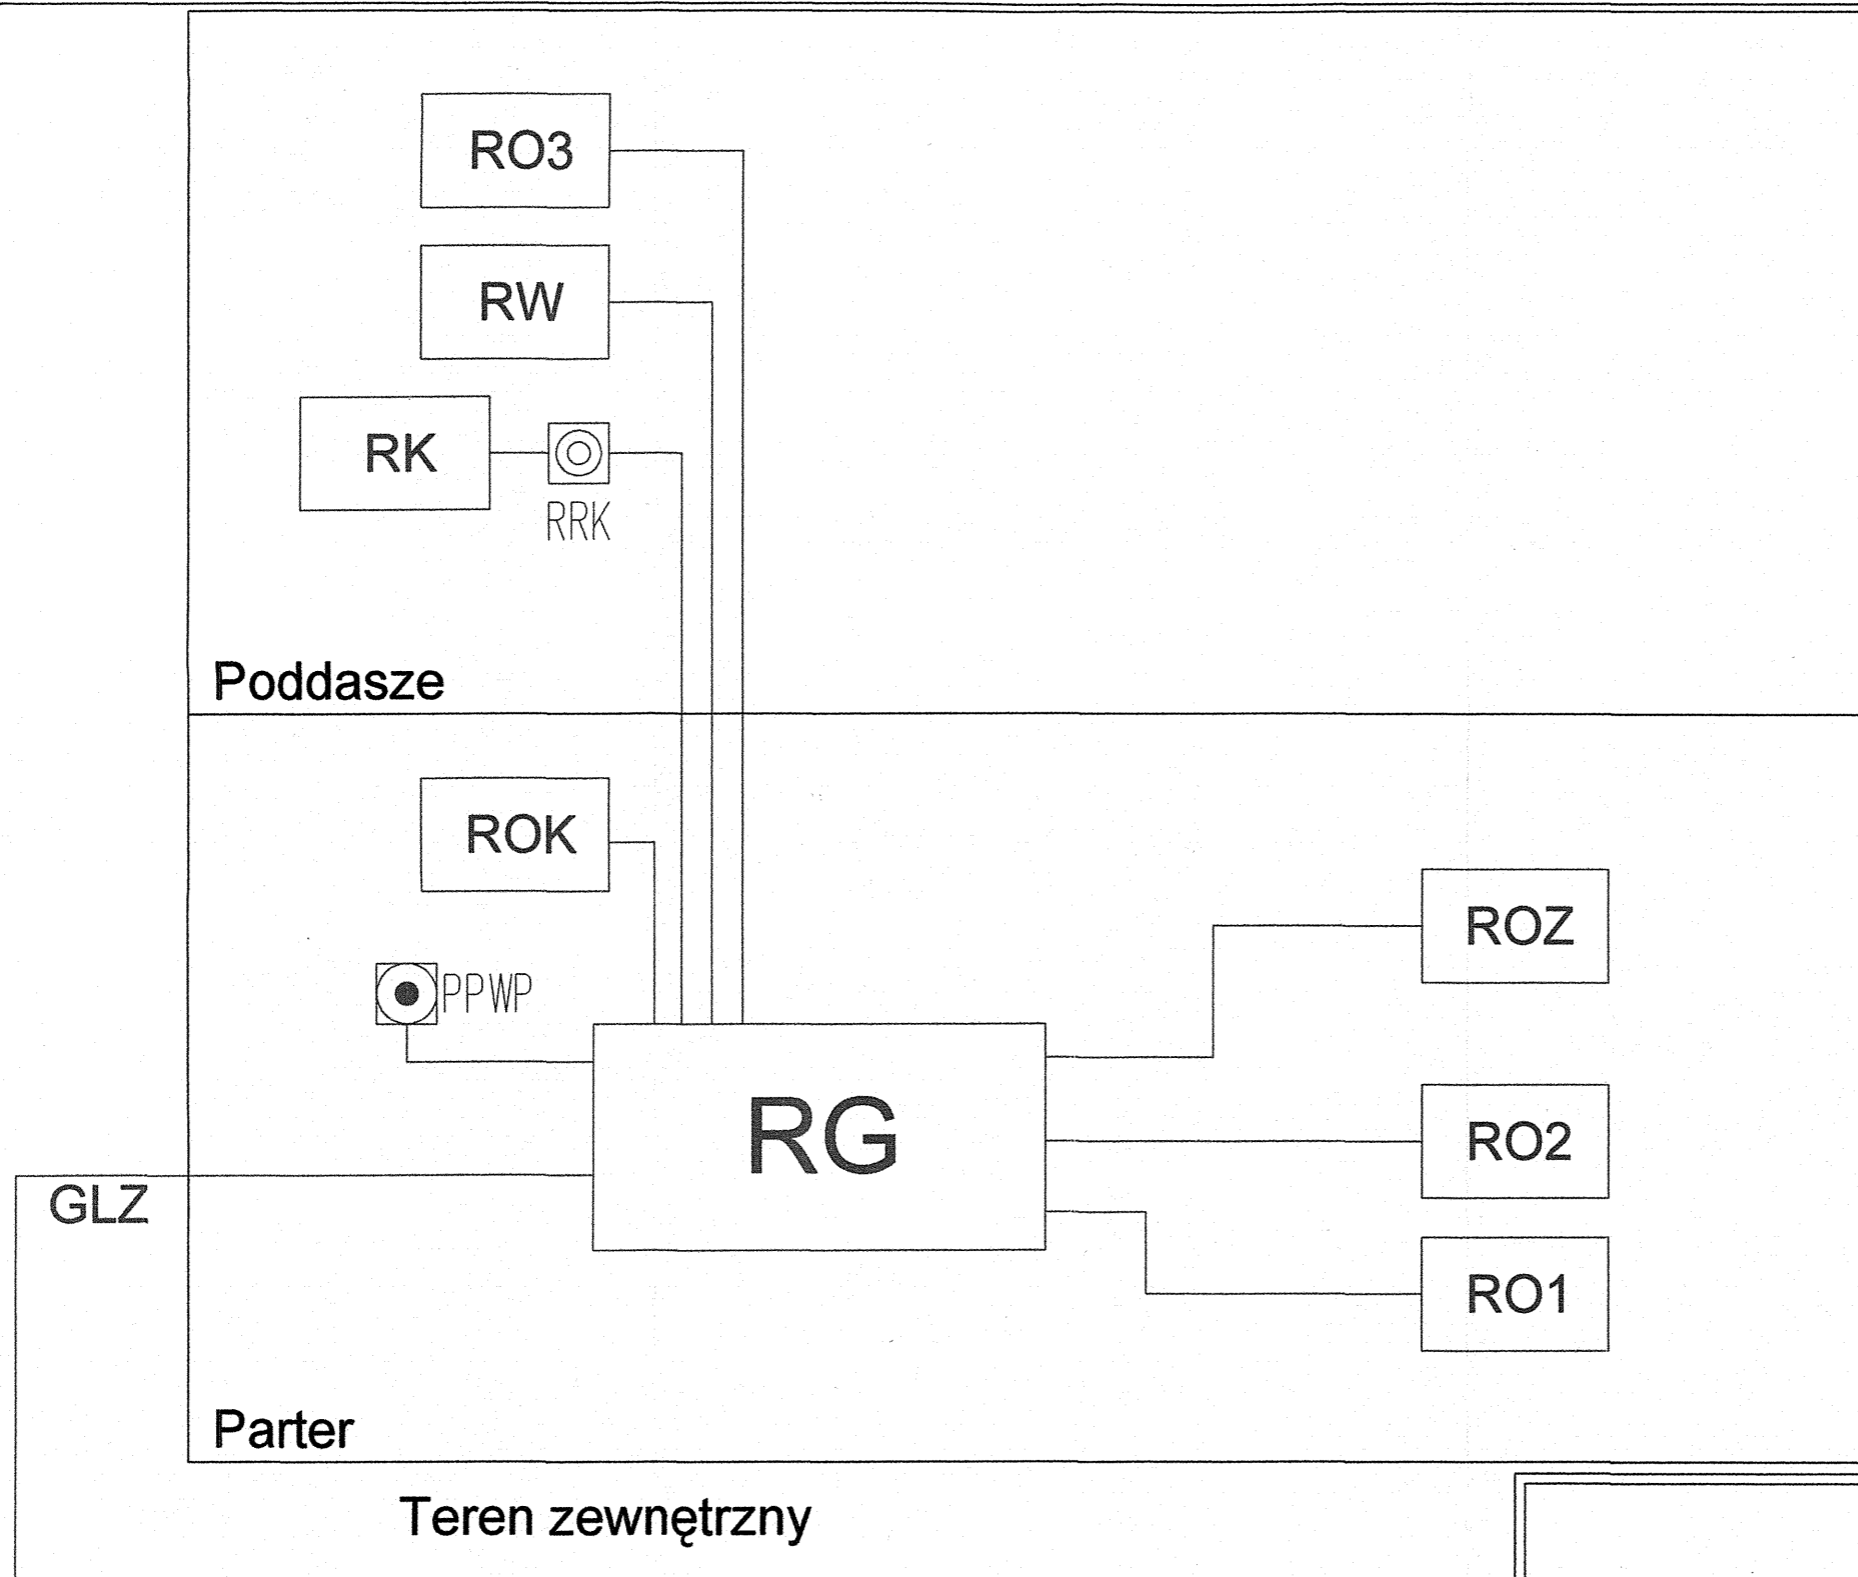 RO3
RW
RK
RRK
Poddasze
ROK
ROZ
PPWP
RG
RO2
GLZ
RO1
Parter
Teren zewnętrzny